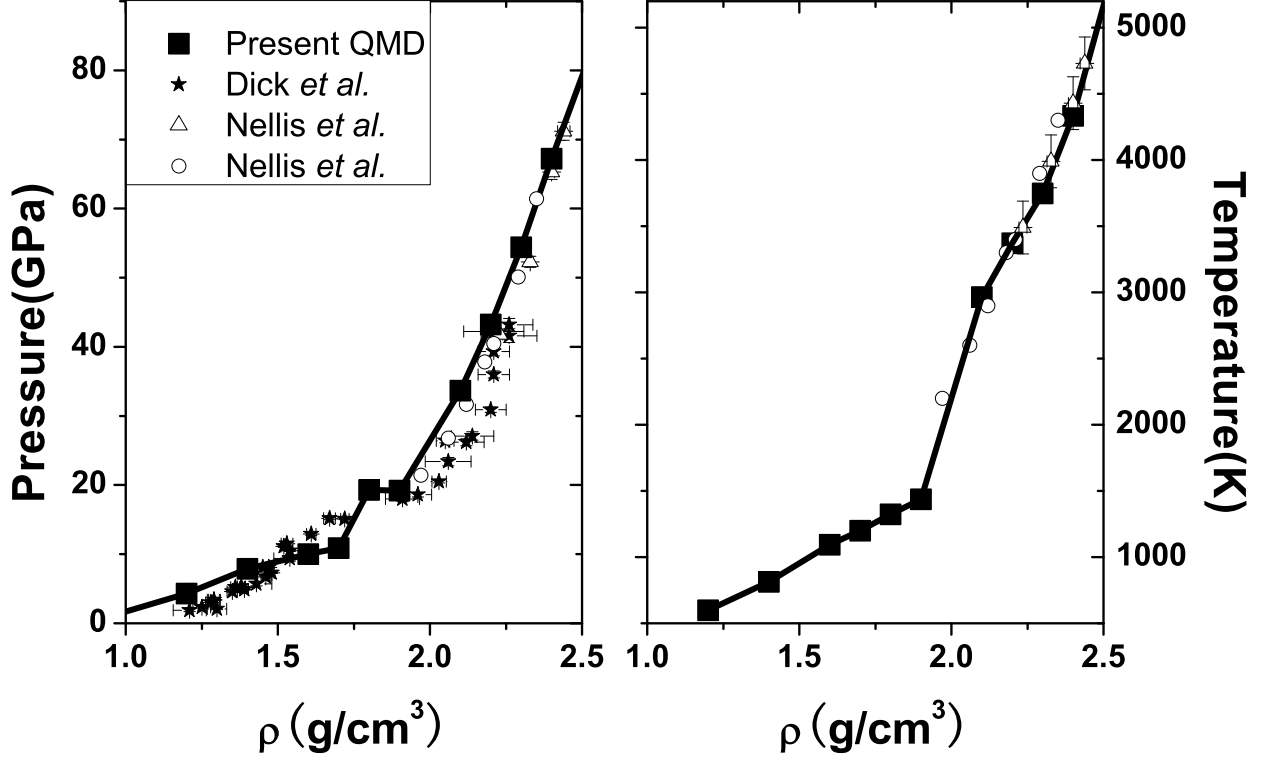 Present QMD
Dick et al.
Nellis et al.
Nellis et al.
Pressure(GPa)
80
60
40
20
0
1.0 1.5 2.0 2.5
ρ (g/cm³)
5000
4000
3000
2000
1000
Temperature(K)
1.0 1.5 2.0 2.5
ρ (g/cm³)